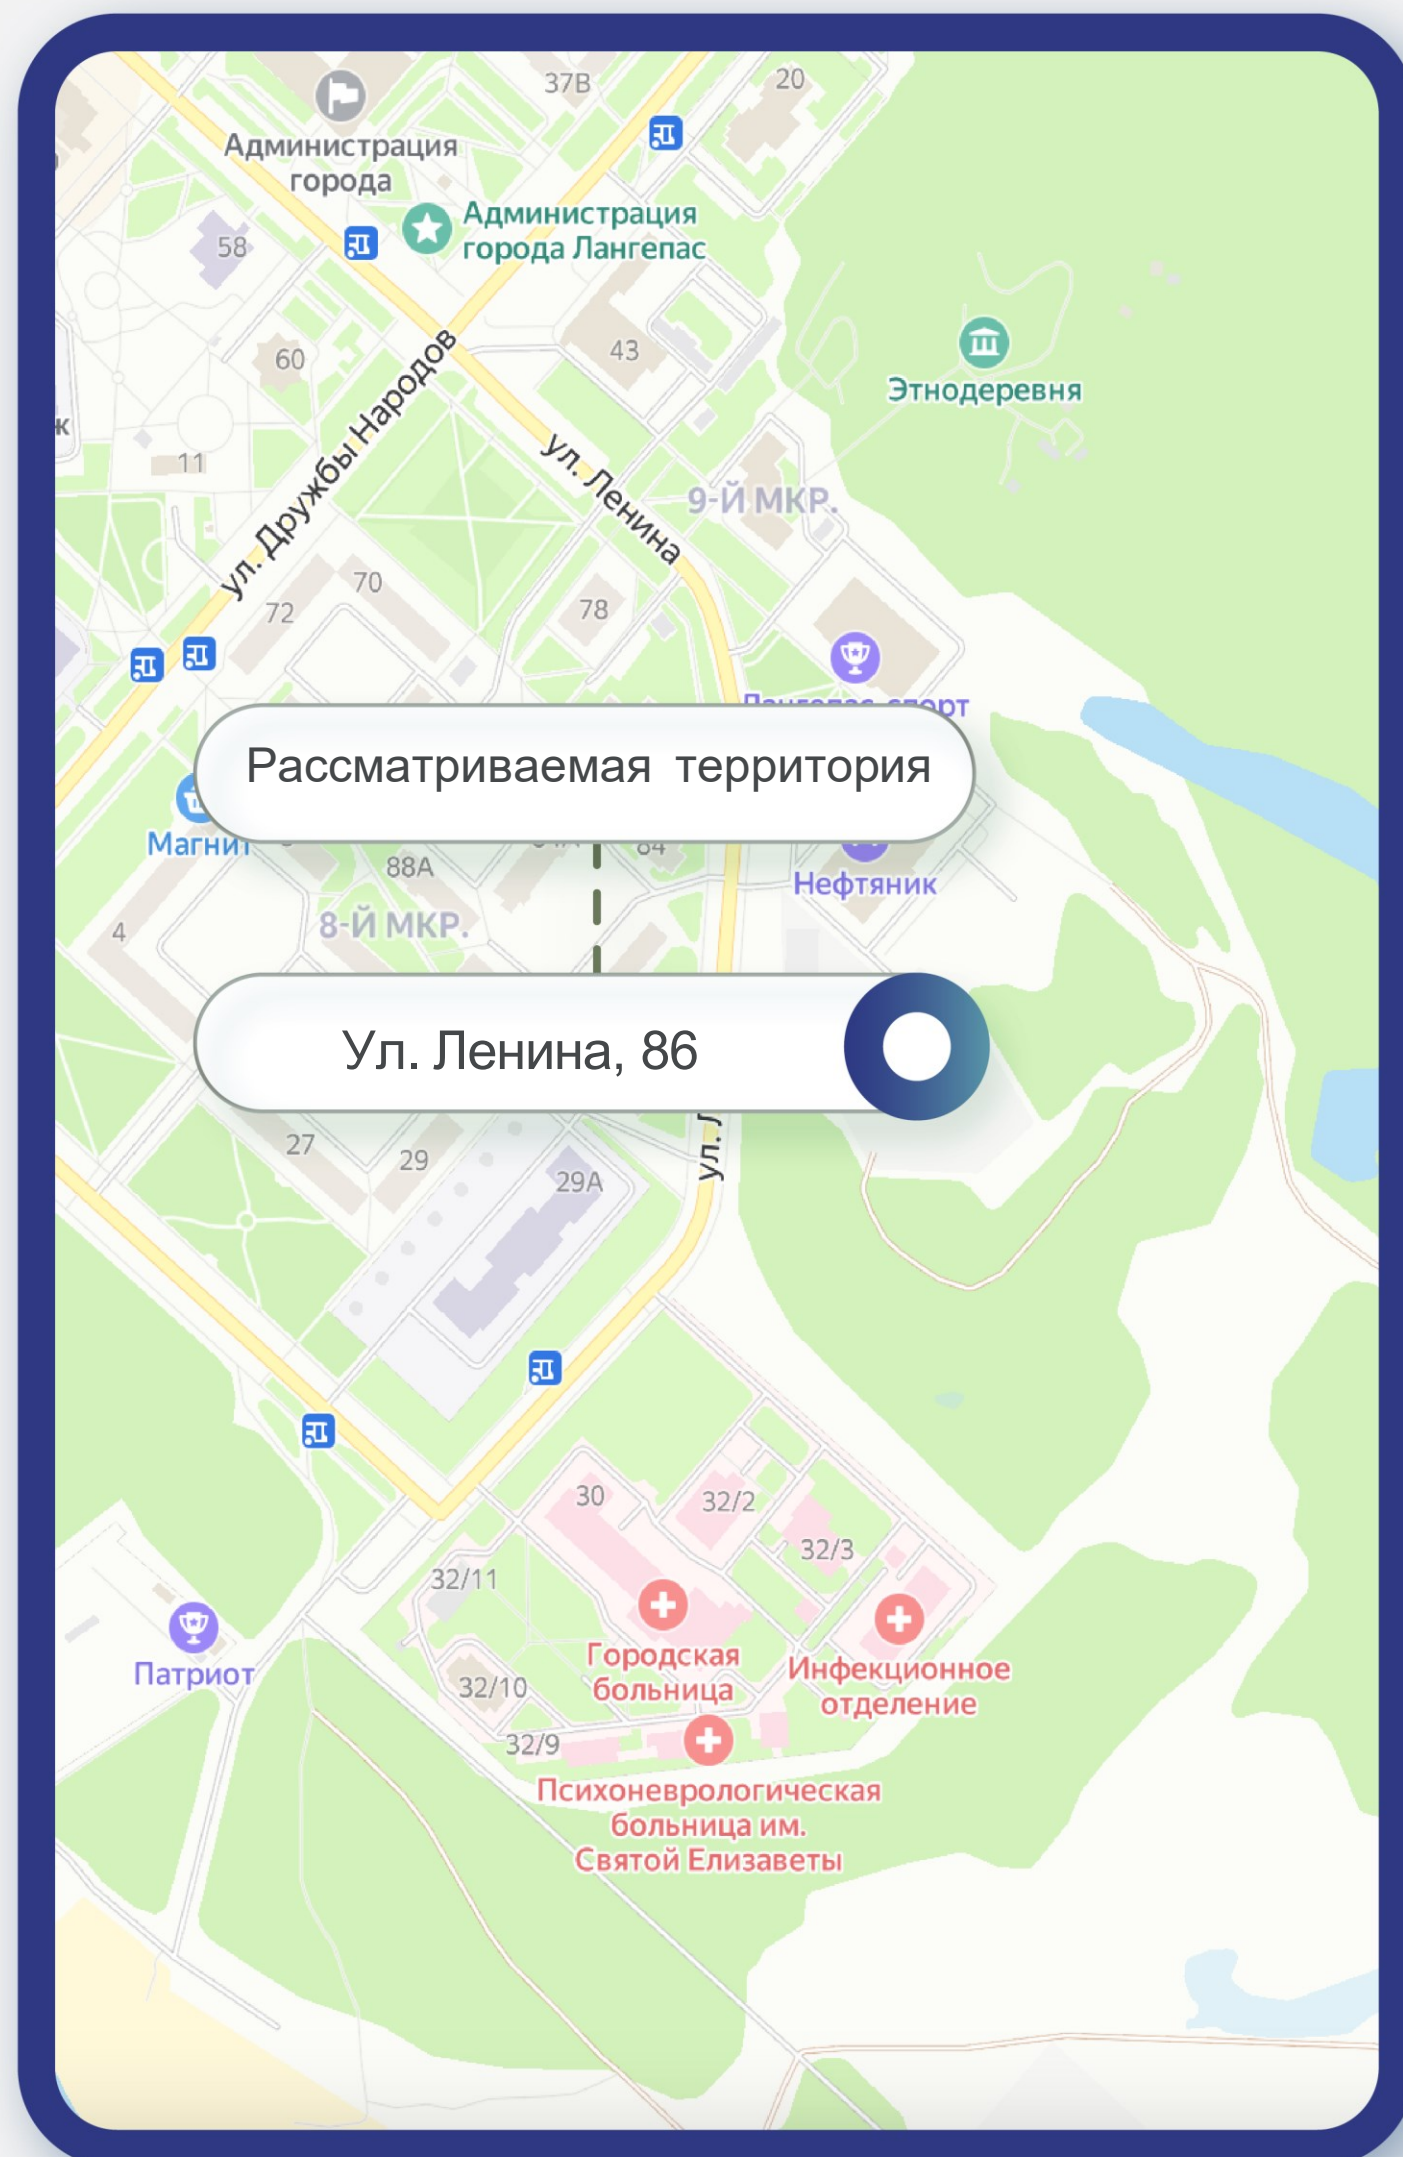 37В
20
Администрация
города
Администрация
города Лангепас
58
43
60
Этнодеревня
ул. Дружбы Народов
ул. Ленина
11
9-Й МКР.
70
72
78
Рассматриваемая территория
Магнит
84
88А
Нефтяник
4
8-Й МКР.
Ул. Ленина, 86
27
29
29А
ул. Л
30
32/2
32/3
32/11
Городская
больница
Инфекционное
отделение
Патриот
32/10
32/9
Психоневрологическая
больница им.
Святой Елизаветы